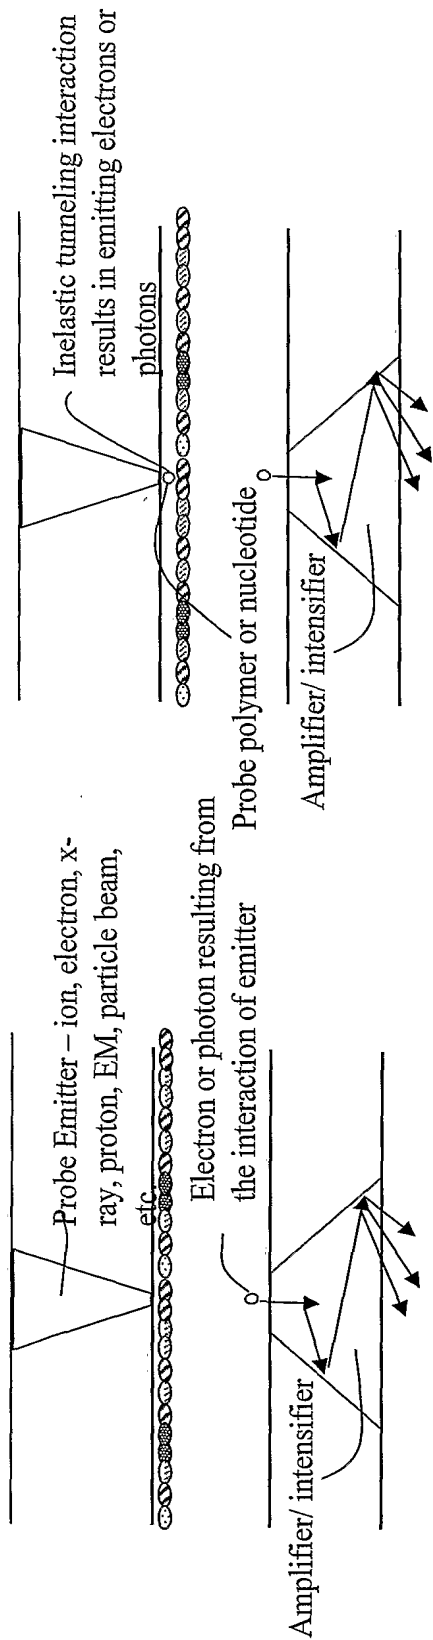 Probe Emitter – ion, electron, x-
ray, proton, EM, particle beam,
etc.
Electron or photon resulting from
the interaction of emitter
Amplifier/ intensifier
Inelastic tunneling interaction
results in emitting electrons or
photons
Probe polymer or nucleotide
Amplifier/ intensifier